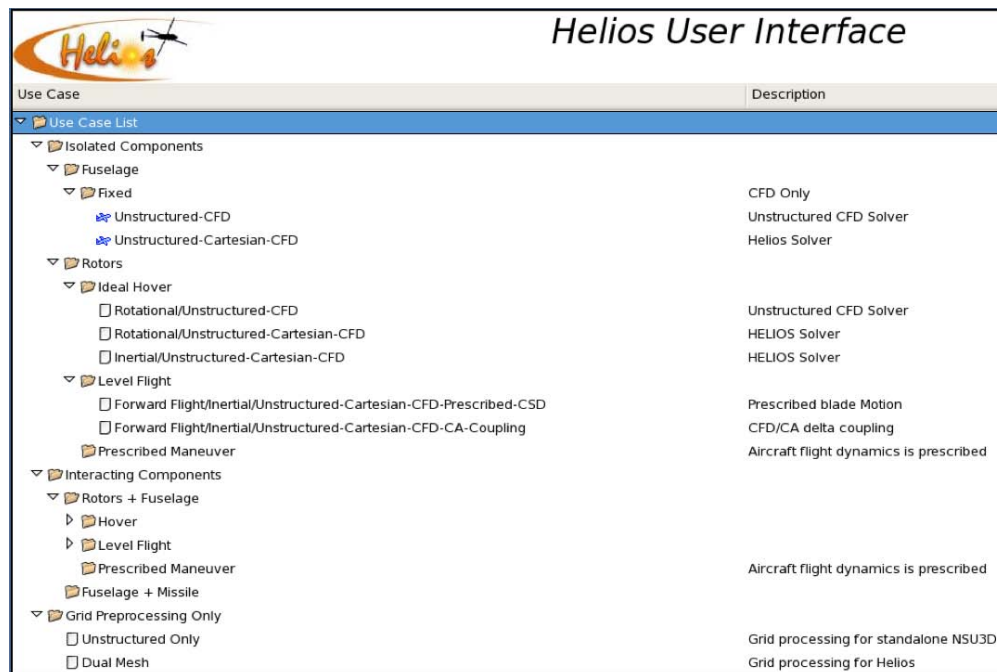 Helios
Helios User Interface
Use Case Description
Use Case List
Isolated Components
Fuselage
Fixed CFD Only
Unstructured-CFD Unstructured CFD Solver
Unstructured-Cartesian-CFD Helios Solver
Rotors
Ideal Hover
Rotational/Unstructured-CFD Unstructured CFD Solver
Rotational/Unstructured-Cartesian-CFD HELIOS Solver
Inertial/Unstructured-Cartesian-CFD HELIOS Solver
Level Flight
Forward Flight/Inertial/Unstructured-Cartesian-CFD-Prescribed-CSD Prescribed blade Motion
Forward Flight/Inertial/Unstructured-Cartesian-CFD-CA-Coupling CFD/CA delta coupling
Prescribed Maneuver Aircraft flight dynamics is prescribed
Interacting Components
Rotors + Fuselage
Hover
Level Flight
Prescribed Maneuver Aircraft flight dynamics is prescribed
Fuselage + Missile
Grid Preprocessing Only
Unstructured Only Grid processing for standalone NSU3D
Dual Mesh Grid processing for Helios